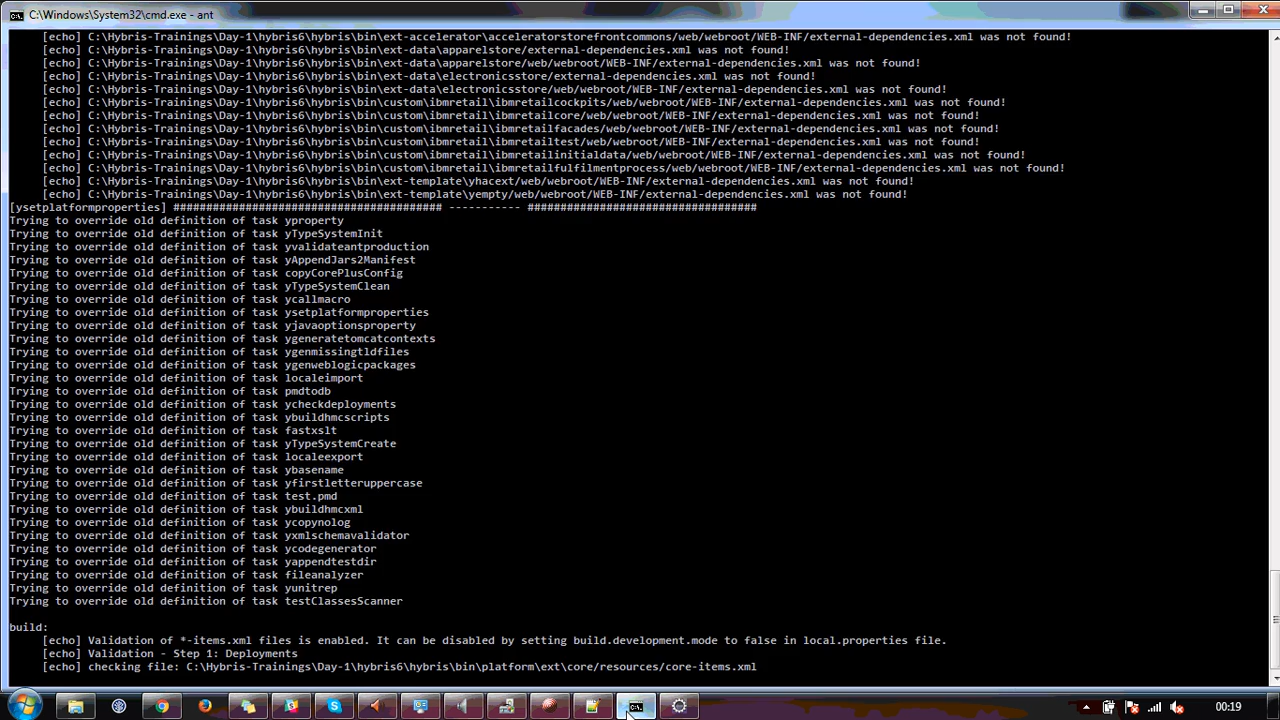 C:\Windows\System32\cmd.exe - ant
[echo] C:\Hybris-Trainings\Day-1\hybris6\hybris\bin\ext-accelerator\acceleratorstorefrontcommons/web/webroot/WEB-INF/external-dependencies.xml was not found!
[echo] C:\Hybris-Trainings\Day-1\hybris6\hybris\bin\ext-data\apparelstore/external-dependencies.xml was not found!
[echo] C:\Hybris-Trainings\Day-1\hybris6\hybris\bin\ext-data\apparelstore/web/webroot/WEB-INF/external-dependencies.xml was not found!
[echo] C:\Hybris-Trainings\Day-1\hybris6\hybris\bin\ext-data\electronicsstore/external-dependencies.xml was not found!
[echo] C:\Hybris-Trainings\Day-1\hybris6\hybris\bin\ext-data\electronicsstore/web/webroot/WEB-INF/external-dependencies.xml was not found!
[echo] C:\Hybris-Trainings\Day-1\hybris6\hybris\bin\custom\ibmretail\ibmretailcockpits/web/webroot/WEB-INF/external-dependencies.xml was not found!
[echo] C:\Hybris-Trainings\Day-1\hybris6\hybris\bin\custom\ibmretail\ibmretailcore/web/webroot/WEB-INF/external-dependencies.xml was not found!
[echo] C:\Hybris-Trainings\Day-1\hybris6\hybris\bin\custom\ibmretail\ibmretailfacades/web/webroot/WEB-INF/external-dependencies.xml was not found!
[echo] C:\Hybris-Trainings\Day-1\hybris6\hybris\bin\custom\ibmretail\ibmretailtest/web/webroot/WEB-INF/external-dependencies.xml was not found!
[echo] C:\Hybris-Trainings\Day-1\hybris6\hybris\bin\custom\ibmretail\ibmretailinitialdata/web/webroot/WEB-INF/external-dependencies.xml was not found!
[echo] C:\Hybris-Trainings\Day-1\hybris6\hybris\bin\custom\ibmretail\ibmretailfulfilmentprocess/web/webroot/WEB-INF/external-dependencies.xml was not found!
[echo] C:\Hybris-Trainings\Day-1\hybris6\hybris\bin\ext-template\yhacext/web/webroot/WEB-INF/external-dependencies.xml was not found!
[echo] C:\Hybris-Trainings\Day-1\hybris6\hybris\bin\ext-template\yempty/web/webroot/WEB-INF/external-dependencies.xml was not found!
[ysetplatformproperties] ######################################### ----------- ###################################
Trying to override old definition of task yproperty
Trying to override old definition of task yTypeSystemInit
Trying to override old definition of task yvalidateantproduction
Trying to override old definition of task yAppendJars2Manifest
Trying to override old definition of task copyCorePlusConfig
Trying to override old definition of task yTypeSystemClean
Trying to override old definition of task ycallmacro
Trying to override old definition of task ysetplatformproperties
Trying to override old definition of task yjavaoptionsproperty
Trying to override old definition of task ygeneratetomcatcontexts
Trying to override old definition of task ygenmissingtldfiles
Trying to override old definition of task ygenweblogicpackages
Trying to override old definition of task localeimport
Trying to override old definition of task pmdtodb
Trying to override old definition of task ycheckdeployments
Trying to override old definition of task ybuildhmcscripts
Trying to override old definition of task fastxslt
Trying to override old definition of task yTypeSystemCreate
Trying to override old definition of task localeexport
Trying to override old definition of task ybasename
Trying to override old definition of task yfirstletteruppercase
Trying to override old definition of task test.pmd
Trying to override old definition of task ybuildhmcxml
Trying to override old definition of task ycopynolog
Trying to override old definition of task yxmlschemavalidator
Trying to override old definition of task ycodegenerator
Trying to override old definition of task yappendtestdir
Trying to override old definition of task fileanalyzer
Trying to override old definition of task yunitrep
Trying to override old definition of task testClassesScanner
build:
[echo] Validation of *-items.xml files is enabled. It can be disabled by setting build.development.mode to false in local.properties file.
[echo] Validation - Step 1: Deployments
[echo] checking file: C:\Hybris-Trainings\Day-1\hybris6\hybris\bin\platform\ext\core/resources/core-items.xml
00:19